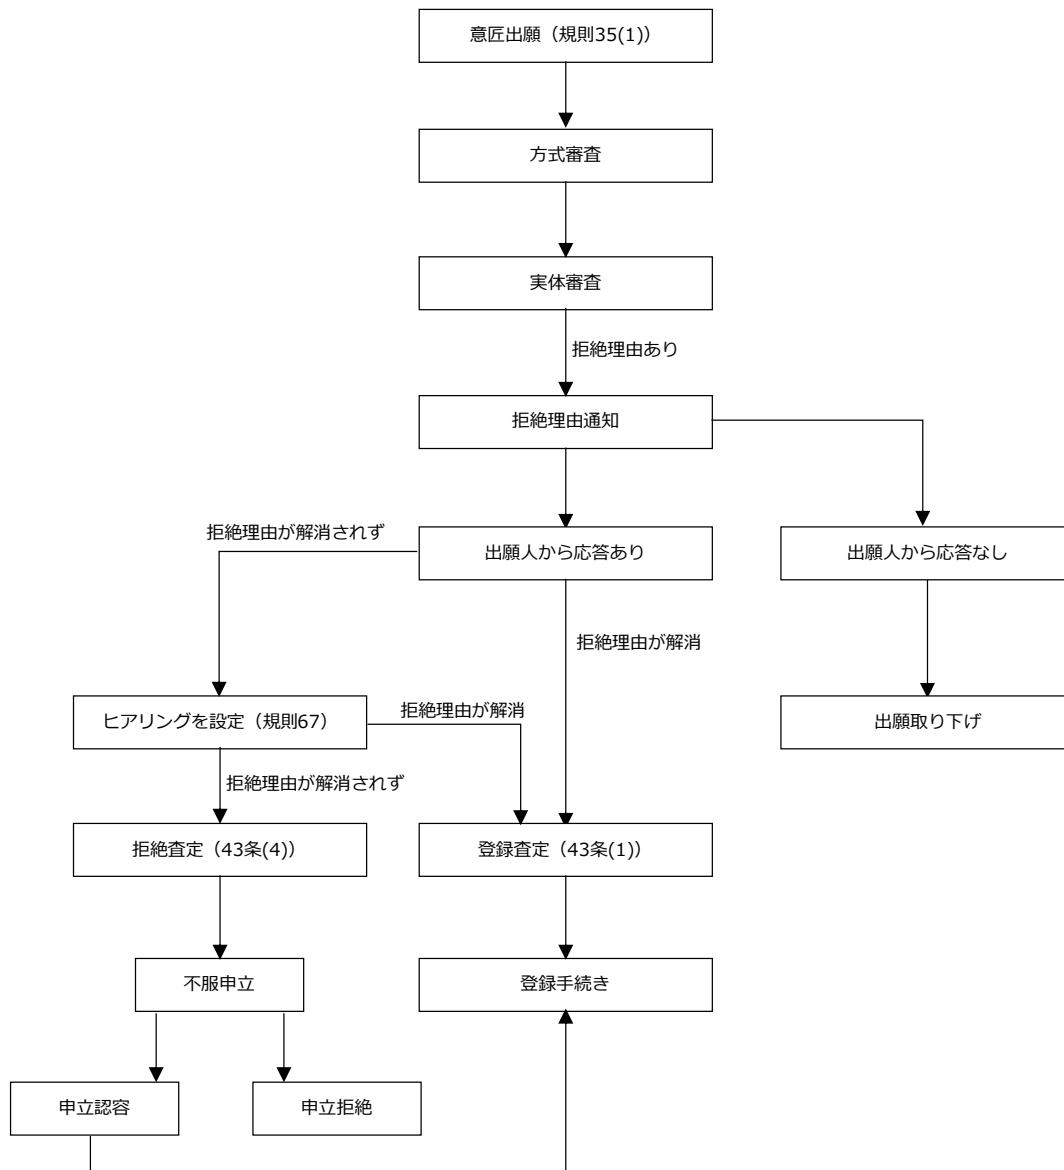 意匠出願（規則35(1)）
方式審査
実体審査
拒絶理由あり
拒絶理由通知
拒絶理由が解消されず
出願人から応答あり
出願人から応答なし
拒絶理由が解消
ヒアリングを設定（規則67）
拒絶理由が解消
出願取り下げ
拒絶理由が解消されず
拒絶査定（43条(4)）
登録査定（43条(1)）
不服申立
登録手続き
申立認容
申立拒絶